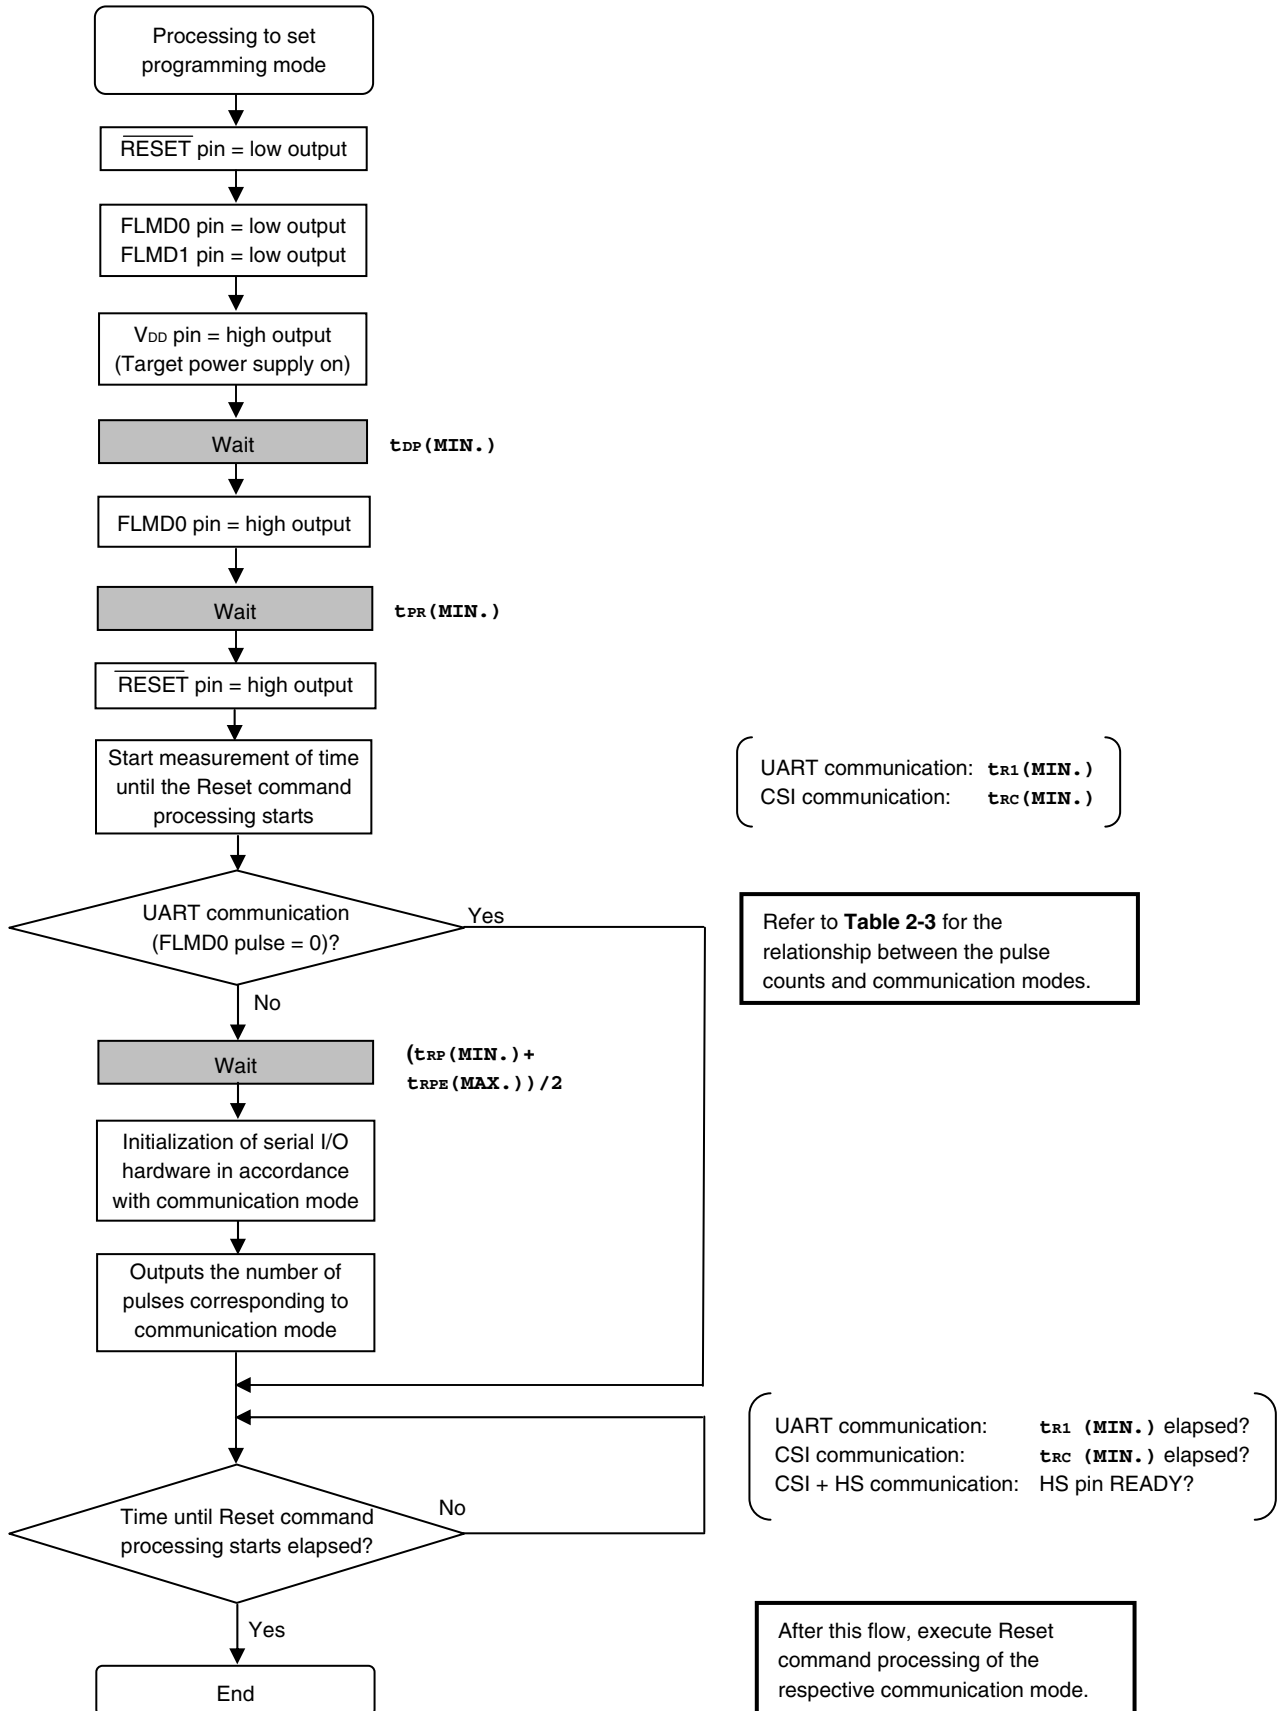 Processing to set
programming mode
RESET pin = low output
FLMD0 pin = low output
FLMD1 pin = low output
VDD pin = high output
(Target power supply on)
Wait
tDP(MIN.)
FLMD0 pin = high output
Wait
tPR(MIN.)
RESET pin = high output
Start measurement of time
until the Reset command
processing starts
UART communication: tR1(MIN.)
CSI communication: tRC(MIN.)
UART communication
(FLMD0 pulse = 0)?
Yes
Refer to Table 2-3 for the
relationship between the pulse
counts and communication modes.
No
Wait
(tRP(MIN.)+
tRPE(MAX.))/2
Initialization of serial I/O
hardware in accordance
with communication mode
Outputs the number of
pulses corresponding to
communication mode
UART communication: tR1 (MIN.) elapsed?
CSI communication: tRC (MIN.) elapsed?
CSI + HS communication: HS pin READY?
Time until Reset command
processing starts elapsed?
No
Yes
After this flow, execute Reset
command processing of the
respective communication mode.
End